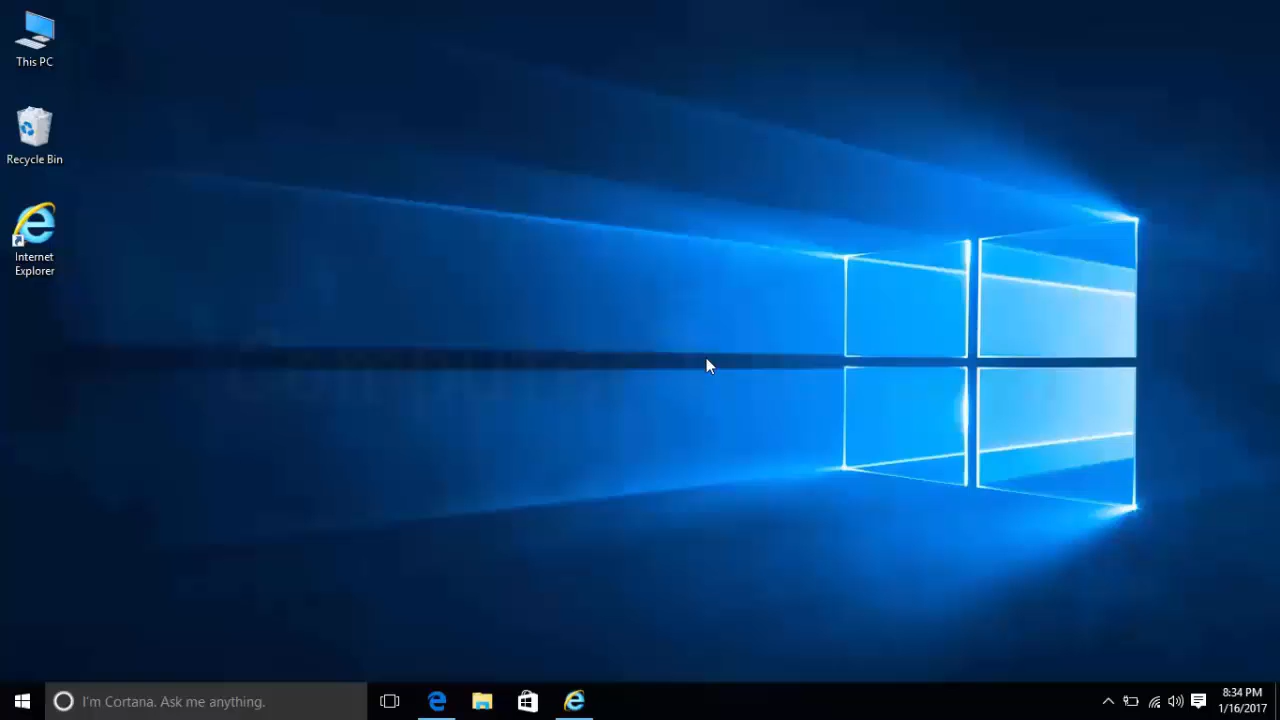 This PC
Recycle Bin
Internet
Explorer
I'm Cortana. Ask me anything.
8:34 PM
1/16/2017